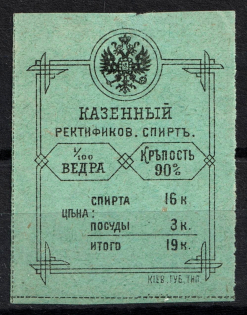 КАЗЕННЫЙ
РЕКТИФИКОВ. СПИРТЪ.
1/100 ВЕДРА
КРѢПОСТЬ 90%
СПИРТА 16 к
ЦѢНА:
ПОСУДЫ 3 к.
ИТОГО 19 к.
КІЕВ. ГУБ. ТИП.